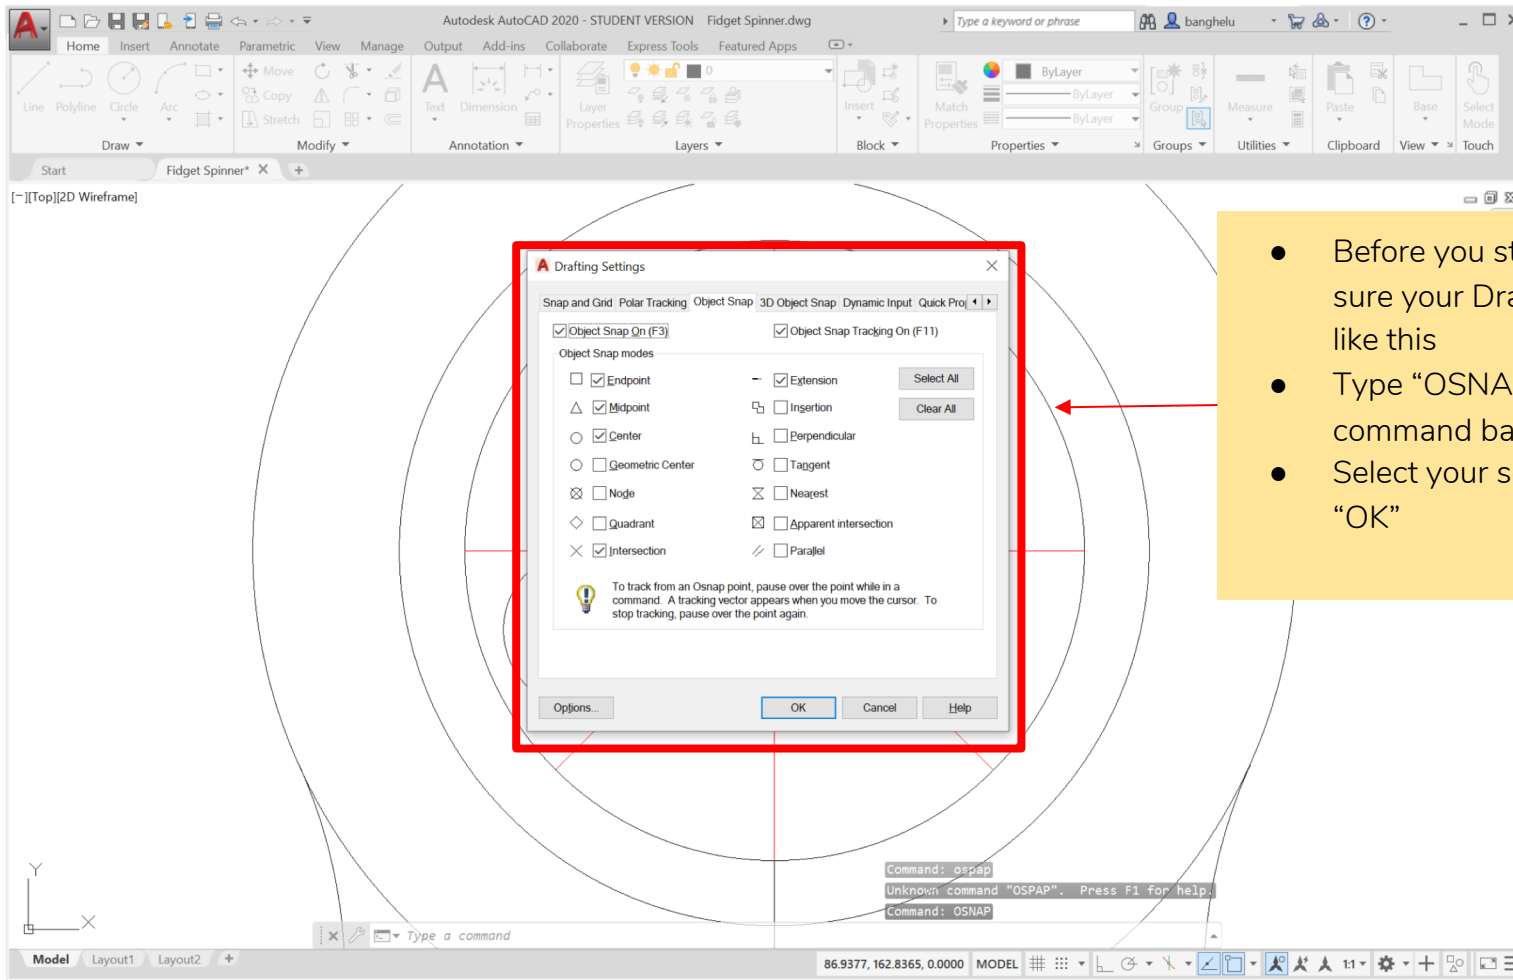 Autodesk AutoCAD 2020 - STUDENT VERSION Fidget Spinner.dwg
Type a keyword or phrase
banghelu
Home Insert Annotate Parametric View Manage Output Add-ins Collaborate Express Tools Featured Apps
Line Polyline Circle Arc
Move
Copy
Stretch
Text Dimension
Layer
Properties
0
Insert
Match
Properties
ByLayer
ByLayer
ByLayer
Group
Measure
Paste
Base
Select
Mode
Draw Modify Annotation Layers Block Properties Groups Utilities Clipboard View Touch
Start Fidget Spinner*
[−][Top][2D Wireframe]
Drafting Settings
Snap and Grid Polar Tracking Object Snap 3D Object Snap Dynamic Input Quick Pro
Object Snap On (F3) Object Snap Tracking On (F11)
Object Snap modes
Endpoint Extension Select All
Midpoint Insertion Clear All
Center Perpendicular
Geometric Center Tangent
Node Nearest
Quadrant Apparent intersection
Intersection Parallel
To track from an Osnap point, pause over the point while in a
command. A tracking vector appears when you move the cursor. To
stop tracking, pause over the point again.
Options... OK Cancel Help
● Before you st
sure your Dra
like this
● Type “OSNA
command ba
● Select your s
“OK”
Command: ospap
Unknown command "OSPAP". Press F1 for help.
Command: OSNAP
Y
X
Type a command
Model Layout1 Layout2 +
86.9377, 162.8365, 0.0000 MODEL 1:1